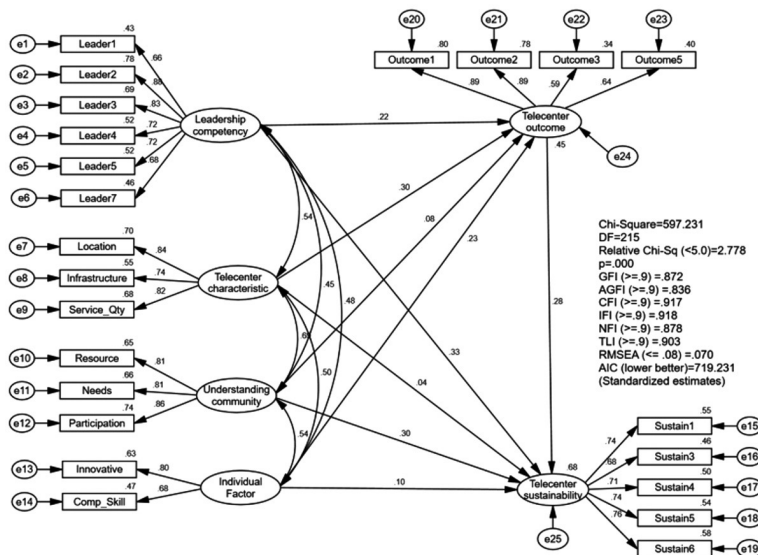 e20
e21
e22
e23
.80
.78
.34
.40
Outcome1
Outcome2
Outcome3
Outcome5
.89
.89
.59
.64
Telecenter
outcome
.45
e24
e1
Leader1
.43
.66
e2
Leader2
.78
.88
e3
Leader3
.69
.83
e4
Leader4
.52
.72
e5
Leader5
.52
.72
e6
Leader7
.46
.68
Leadership
competency
.22
.30
.08
.23
.54
.45
.48
.50
.54
.33
.04
.30
.10
.28
e7
Location
.70
.84
e8
Infrastructure
.55
.74
e9
Service_Qty
.68
.82
Telecenter
characteristic
e10
Resource
.65
.81
e11
Needs
.66
.81
e12
Participation
.74
.86
Understanding
community
e13
Innovative
.63
.80
e14
Comp_Skill
.47
.68
Individual
Factor
Chi-Square=597.231
DF=215
Relative Chi-Sq (<5.0)=2.778
p=.000
GFI (>=.9) =.872
AGFI (>=.9) =.836
CFI (>=.9) =.917
IFI (>=.9) =.918
NFI (>=.9) =.878
TLI (>=.9) =.903
RMSEA (<= .08) =.070
AIC (lower better)=719.231
(Standardized estimates)
Telecenter
sustainability
.68
e25
.74
Sustain1
.55
e15
.68
Sustain3
.46
e16
.71
Sustain4
.50
e17
.74
Sustain5
.54
e18
.76
Sustain6
.58
e19